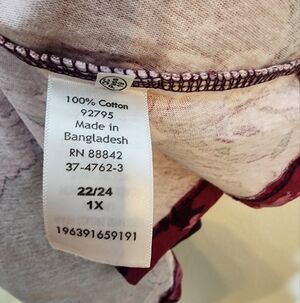 100% Cotton
92795
Made in
Bangladesh
RN 88842
37-4762-3
22/24
1X
196391659191